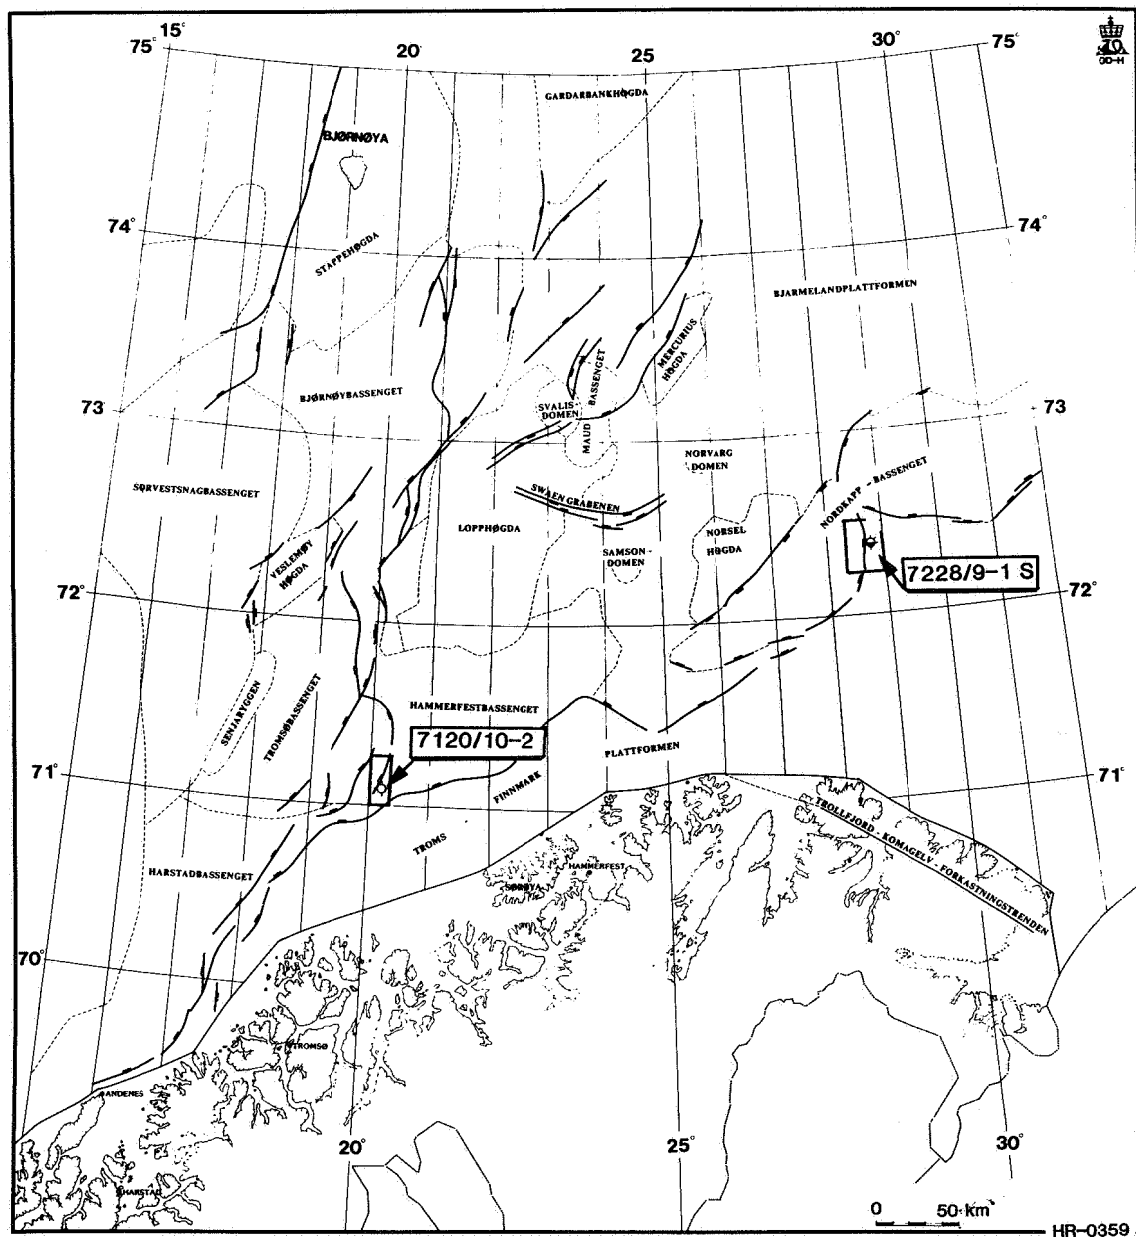 15°
75°
20°
25
30°
75°
OD-H
GARDARBANKHØGDA
BJØRNØYA
74°
74°
STAPPEHØGDA
BJARMELANDPLATTFORMEN
MERCURIUS
HØGDA
BASSENGET
MAUD
SVALIS-
DOMEN
BJØRNØYBASSENGET
73°
73
NORVARG
DOMEN
NORDKAPP - BASSENGET
SØRVESTSNAGBASSENGET
SWAEN GRABENEN
LOPPHØGDA
NORSEL
HØGDA
SAMSON-
DOMEN
VESLEMØY
HØGDA
7228/9-1 S
72°
72°
SENJARYGGEN
TROMSØBASSENGET
HAMMERFESTBASSENGET
7120/10-2
PLATTFORMEN
FINNMARK
TROMS
71°
71°
TROLLFJORD - KOMAGELV - FORKASTNINGSTRENDEN
HARSTADBASSENGET
HAMMERFEST
SØRØYA
70°
TROMSØ
ANDENES
HARSTAD
20°
25°
30°
0 50 km
HR-0359